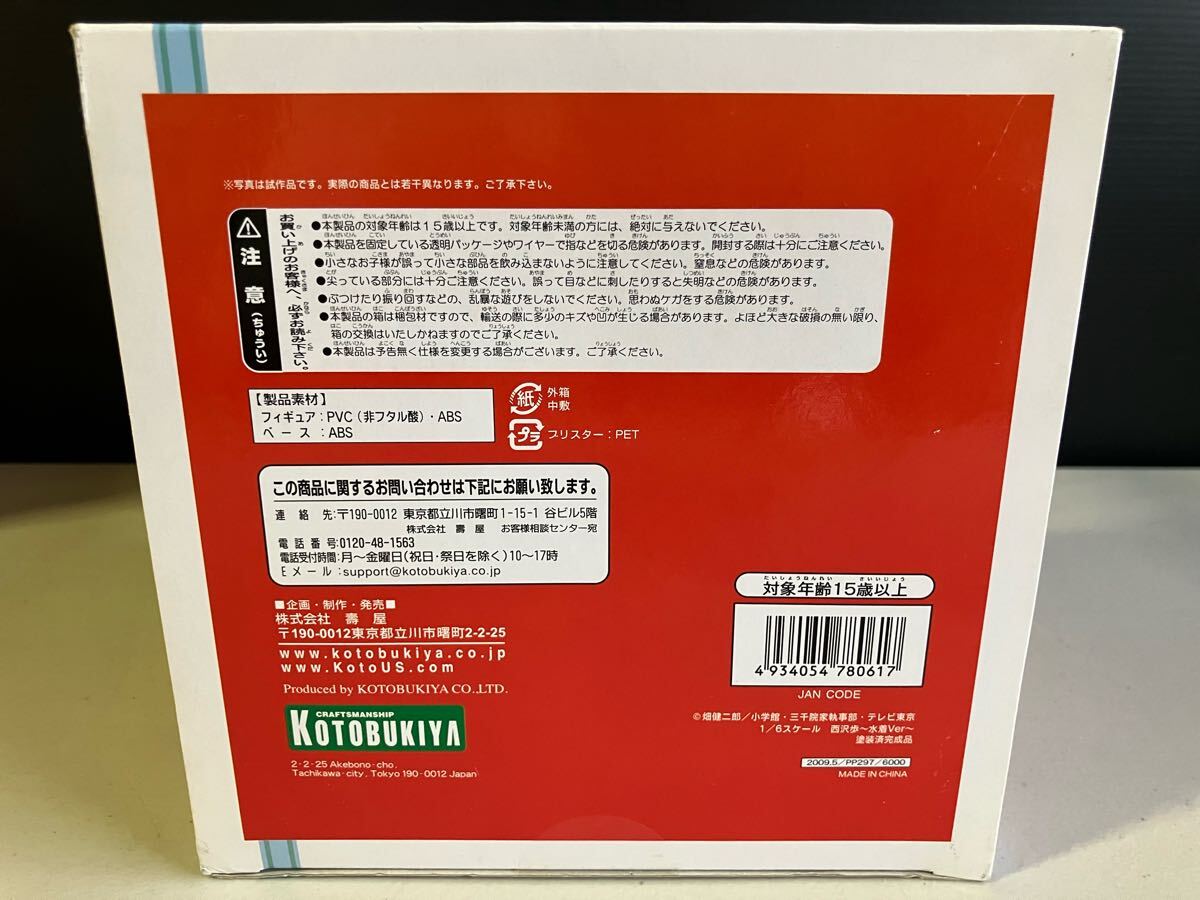 ※写真は試作品です。実際の商品とは若干異なります。ご了承下さい。
注意(ちゅうい)
お買い上げのお客様へ、必ずお読み下さい。
●本製品の対象年齢は15歳以上です。対象年齢未満の方には、絶対に与えないでください。
●本製品を固定している透明パッケージやワイヤーで指などを切る危険があります。開封する際は十分にご注意ください。
●小さなお子様が誤って小さな部品を飲み込まないように注意してください。窒息などの危険があります。
●尖っている部分には十分ご注意ください。誤って目などに刺したりすると失明などの危険があります。
●ぶつけたり振り回すなどの、乱暴な遊びをしないでください。思わぬケガをする危険があります。
●本製品の箱は梱包材ですので、輸送の際に多少のキズや凹が生じる場合があります。よほど大きな破損の無い限り、
箱の交換はいたしかねますのでご了承ください。
●本製品は予告無く仕様を変更する場合がございます。ご了承ください。
【製品素材】
フィギュア：PVC（非フタル酸）・ABS
ベース：ABS
紙 外箱
中敷
プラ ブリスター：PET
この商品に関するお問い合わせは下記にお願い致します。
連絡先:〒190-0012 東京都立川市曙町1-15-1 谷ビル5階
株式会社 壽屋 お客様相談センター宛
電話番号:0120-48-1563
電話受付時間:月～金曜日(祝日・祭日を除く)10～17時
Eメール:support@kotobukiya.co.jp
■企画・制作・発売■
株式会社 壽屋
〒190-0012東京都立川市曙町2-2-25
www.kotobukiya.co.jp
www.KotoUS.com
Produced by KOTOBUKIYA CO.,LTD.
CRAFTSMANSHIP
KOTOBUKIYA
2-2-25 Akebono-cho,
Tachikawa-city, Tokyo 190-0012 Japan
対象年齢15歳以上
4 934054 780617
JAN CODE
©畑健二郎／小学館・三千院家執事部・テレビ東京
1／6スケール 西沢歩～水着Ver～
塗装済完成品
2009.5／PP297／6000
MADE IN CHINA